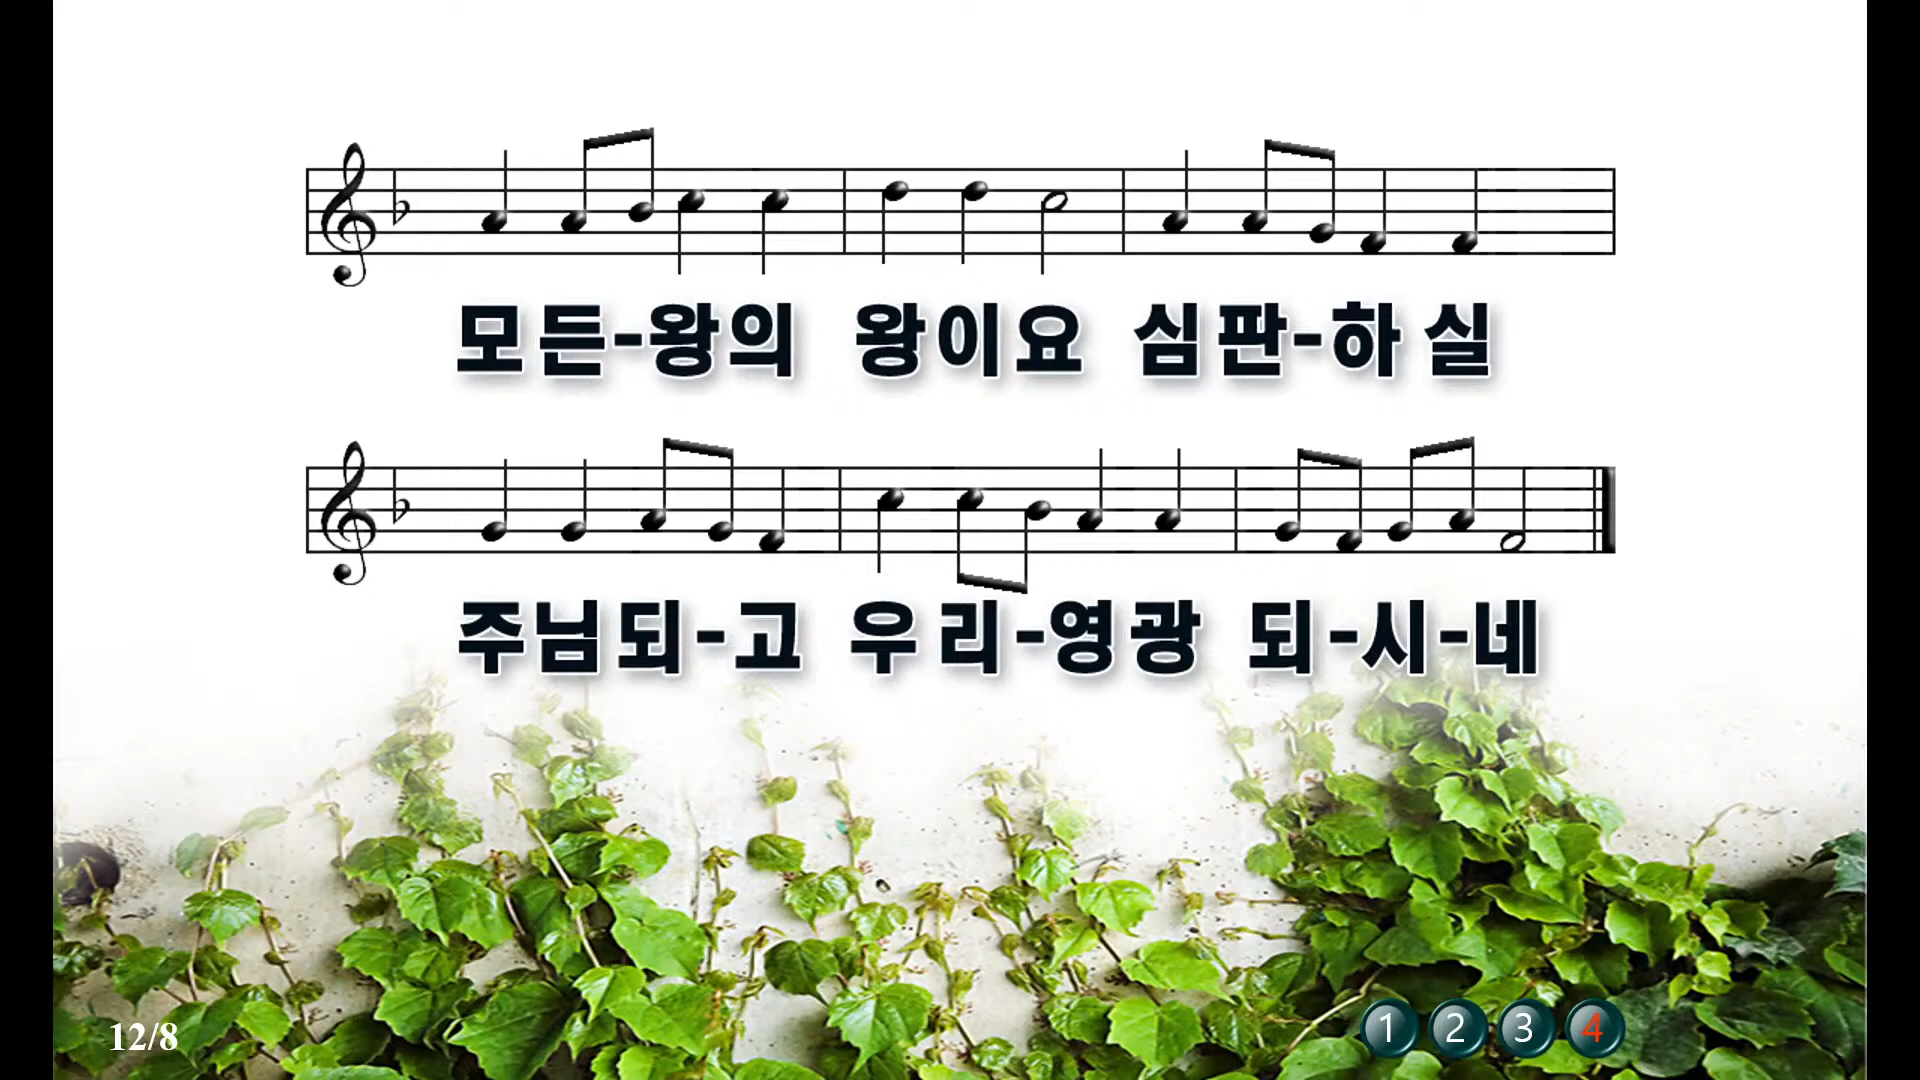 모든-왕의 왕이요 심판-하실
주님되-고 우리-영광 되-시-네
12/8
1 2 3 4